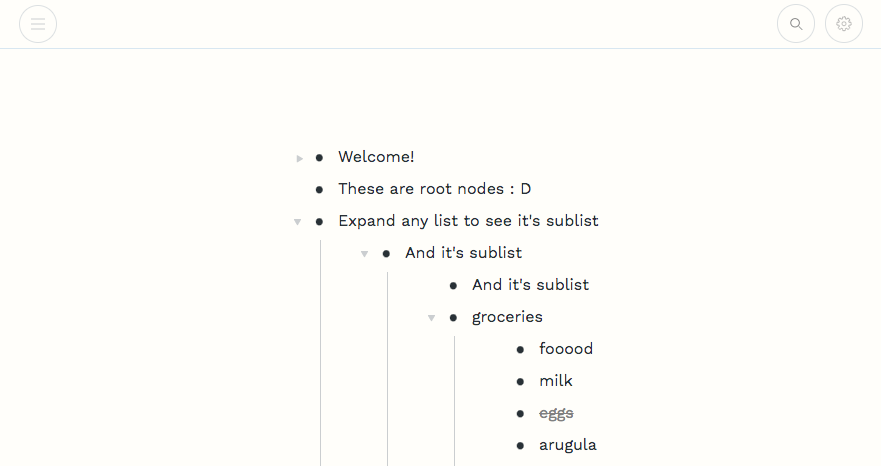 Welcome!
These are root nodes : D
Expand any list to see it's sublist
And it's sublist
And it's sublist
groceries
fooood
milk
eggs
arugula